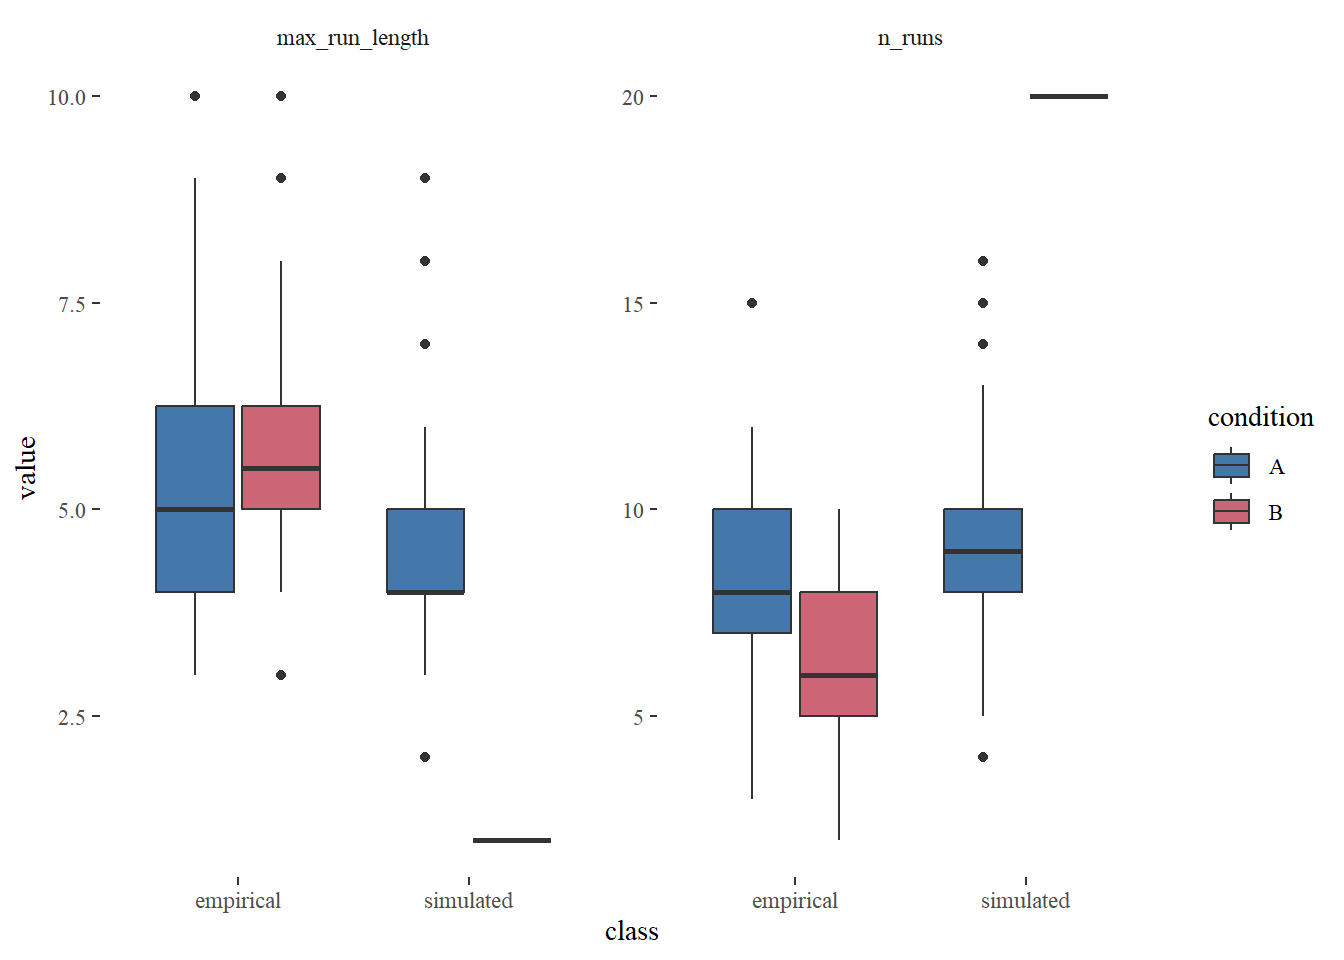 max_run_length
n_runs
value
10.0
7.5
5.0
2.5
20
15
10
5
empirical
simulated
empirical
simulated
class
condition
A
B